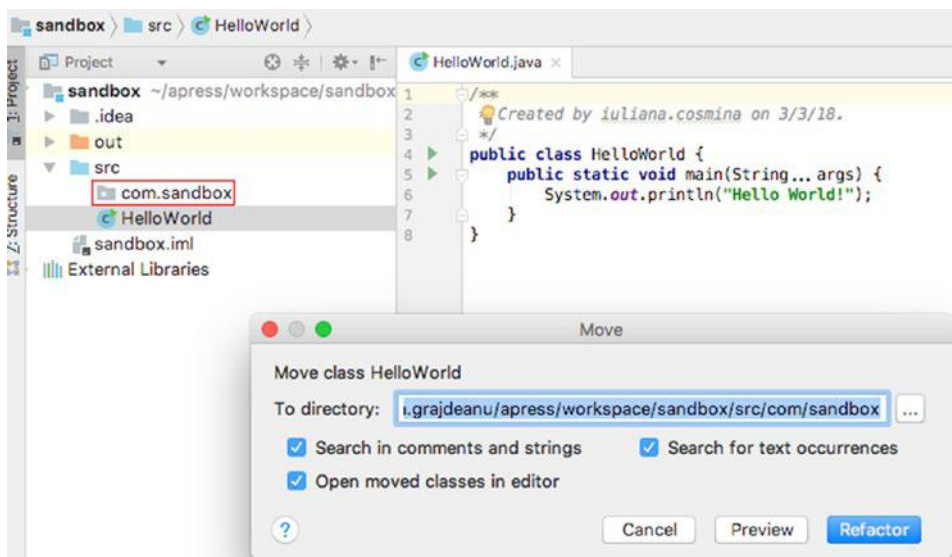 sandbox src HelloWorld
1: Project
Project
sandbox ~/apress/workspace/sandbox
.idea
out
src
com.sandbox
HelloWorld
sandbox.iml
External Libraries
Z: Structure
HelloWorld.java
1 /**
2 Created by iuliana.cosmina on 3/3/18.
3 */
4 public class HelloWorld {
5 public static void main(String... args) {
6 System.out.println("Hello World!");
7 }
8 }
Move
Move class HelloWorld
To directory: .grajdeanu/apress/workspace/sandbox/src/com/sandbox ...
Search in comments and strings Search for text occurrences
Open moved classes in editor
? Cancel Preview Refactor